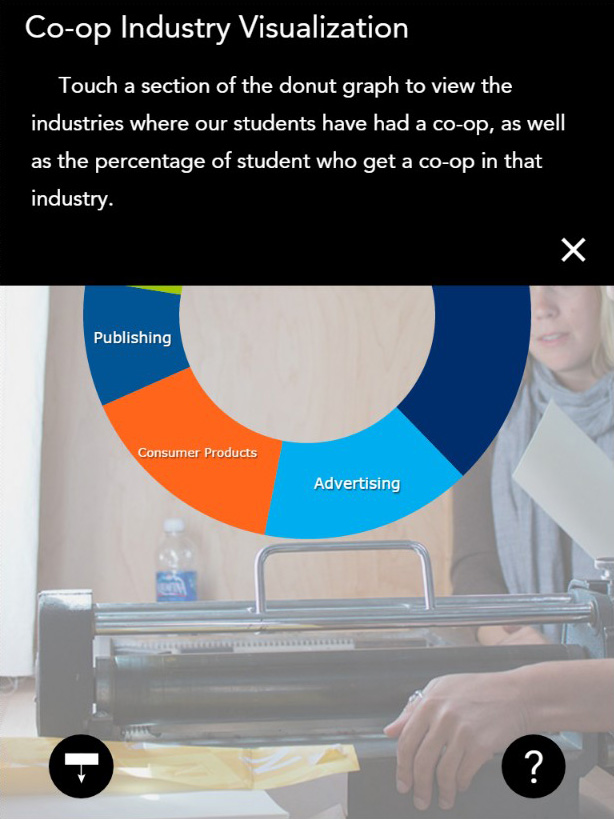 Co-op Industry Visualization
Touch a section of the donut graph to view the
industries where our students have had a co-op, as well
as the percentage of student who get a co-op in that
industry.
Publishing
Consumer Products
Advertising
?